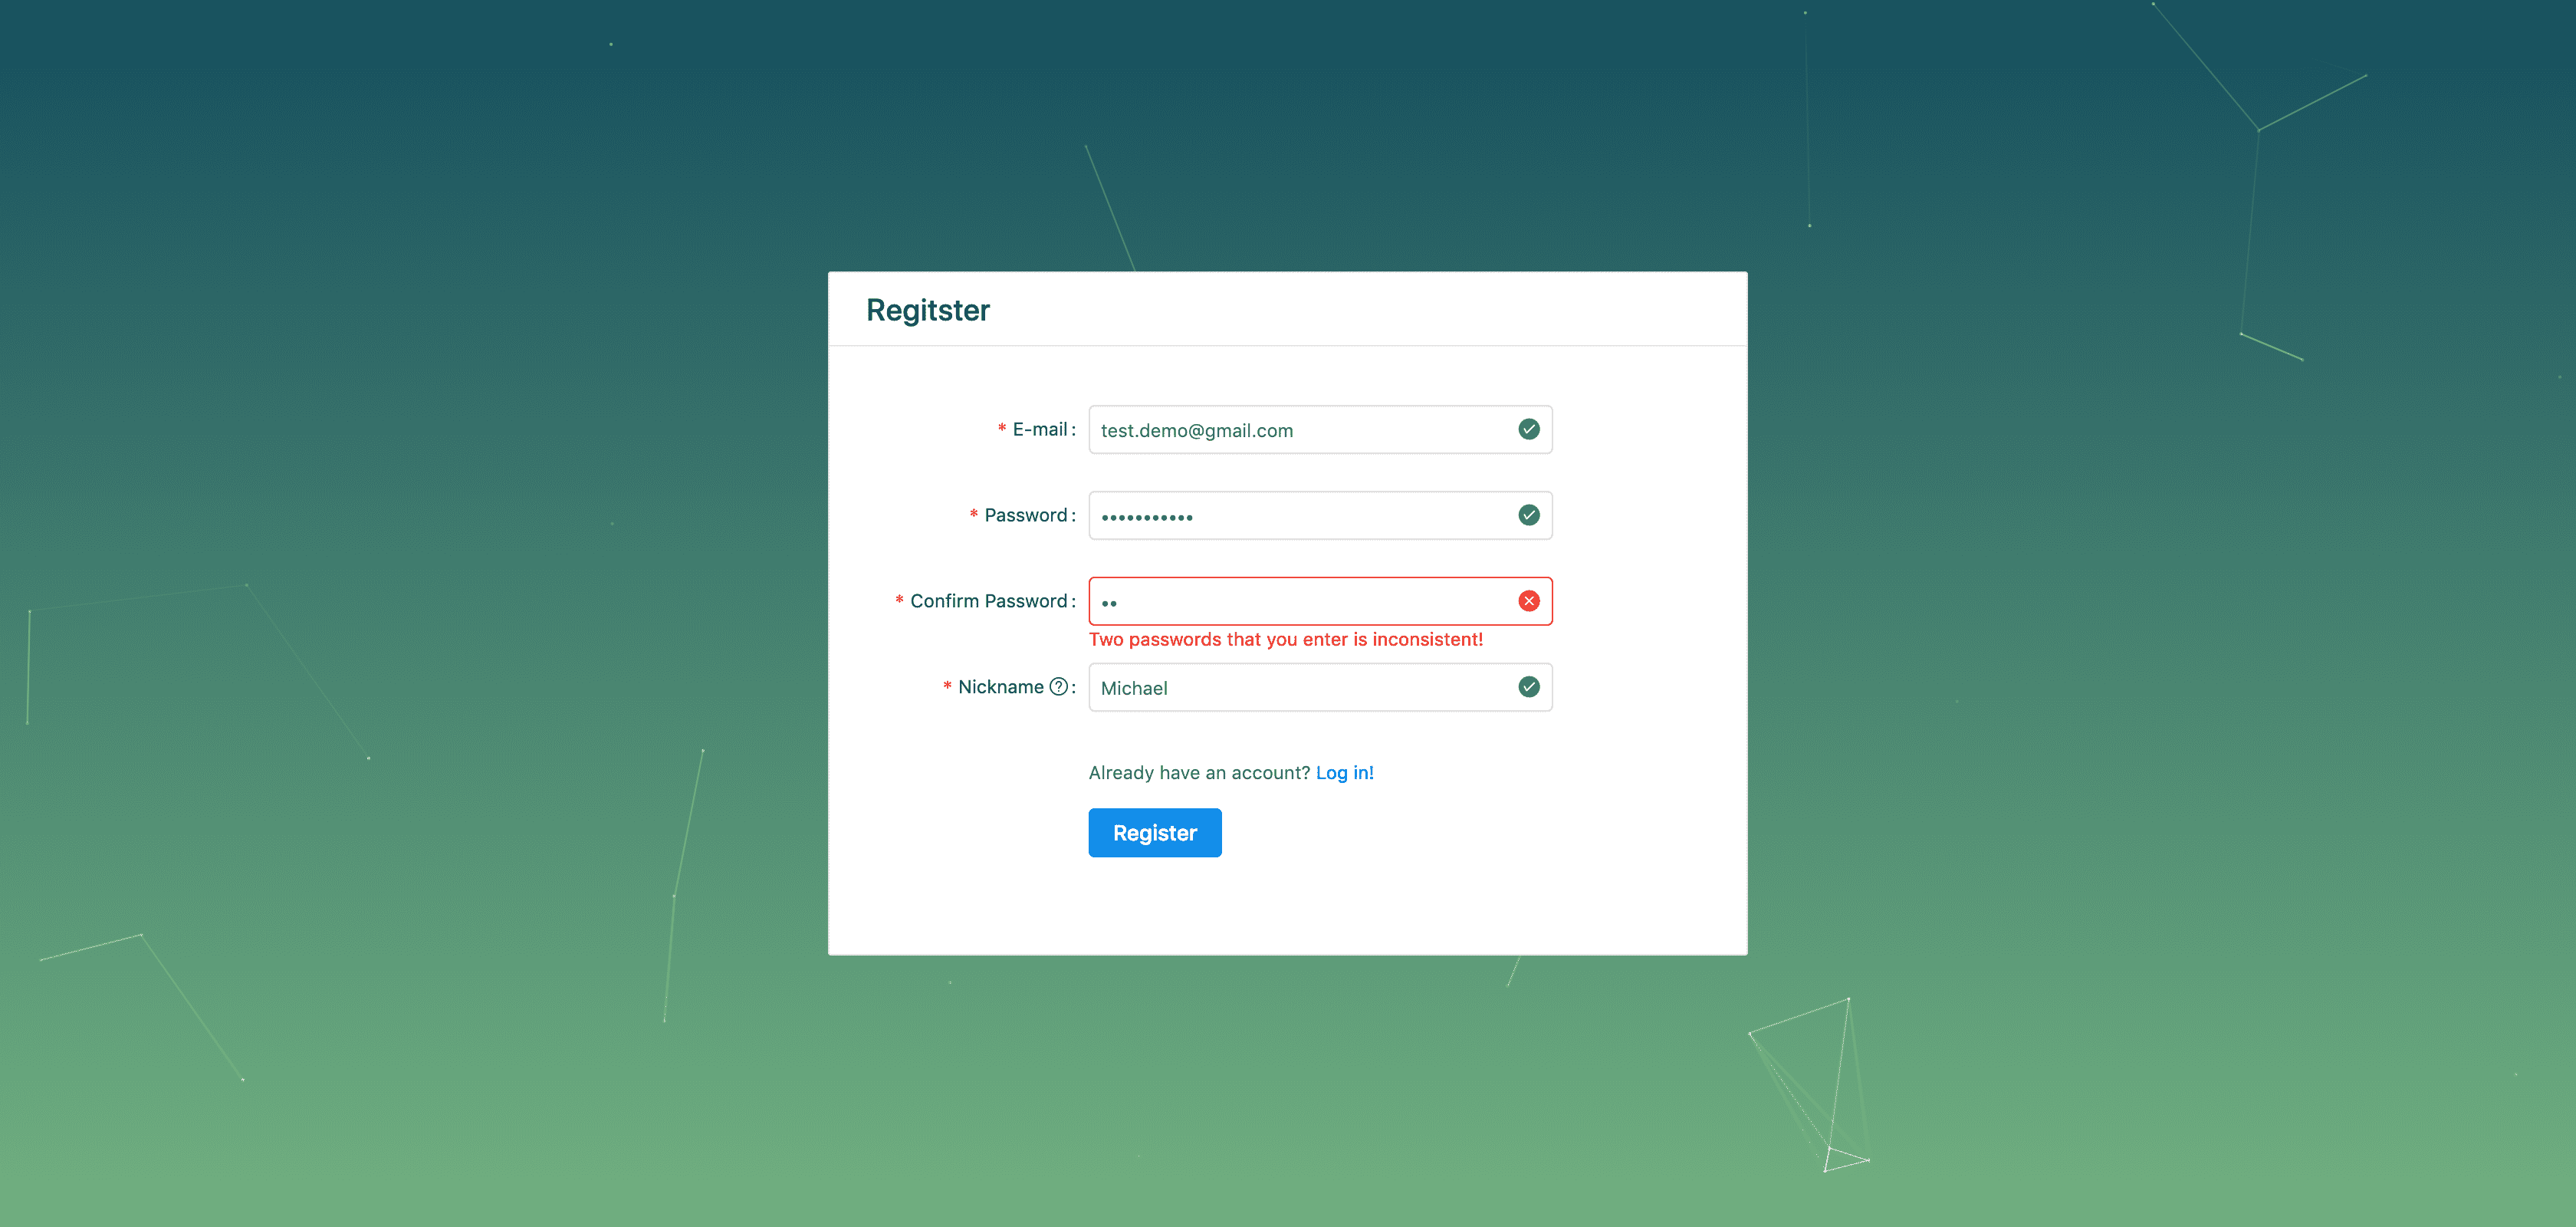 Regitster
* E-mail :
test.demo@gmail.com
* Password :
•••••••••••
* Confirm Password :
••
Two passwords that you enter is inconsistent!
* Nickname ? :
Michael
Already have an account? Log in!
Register